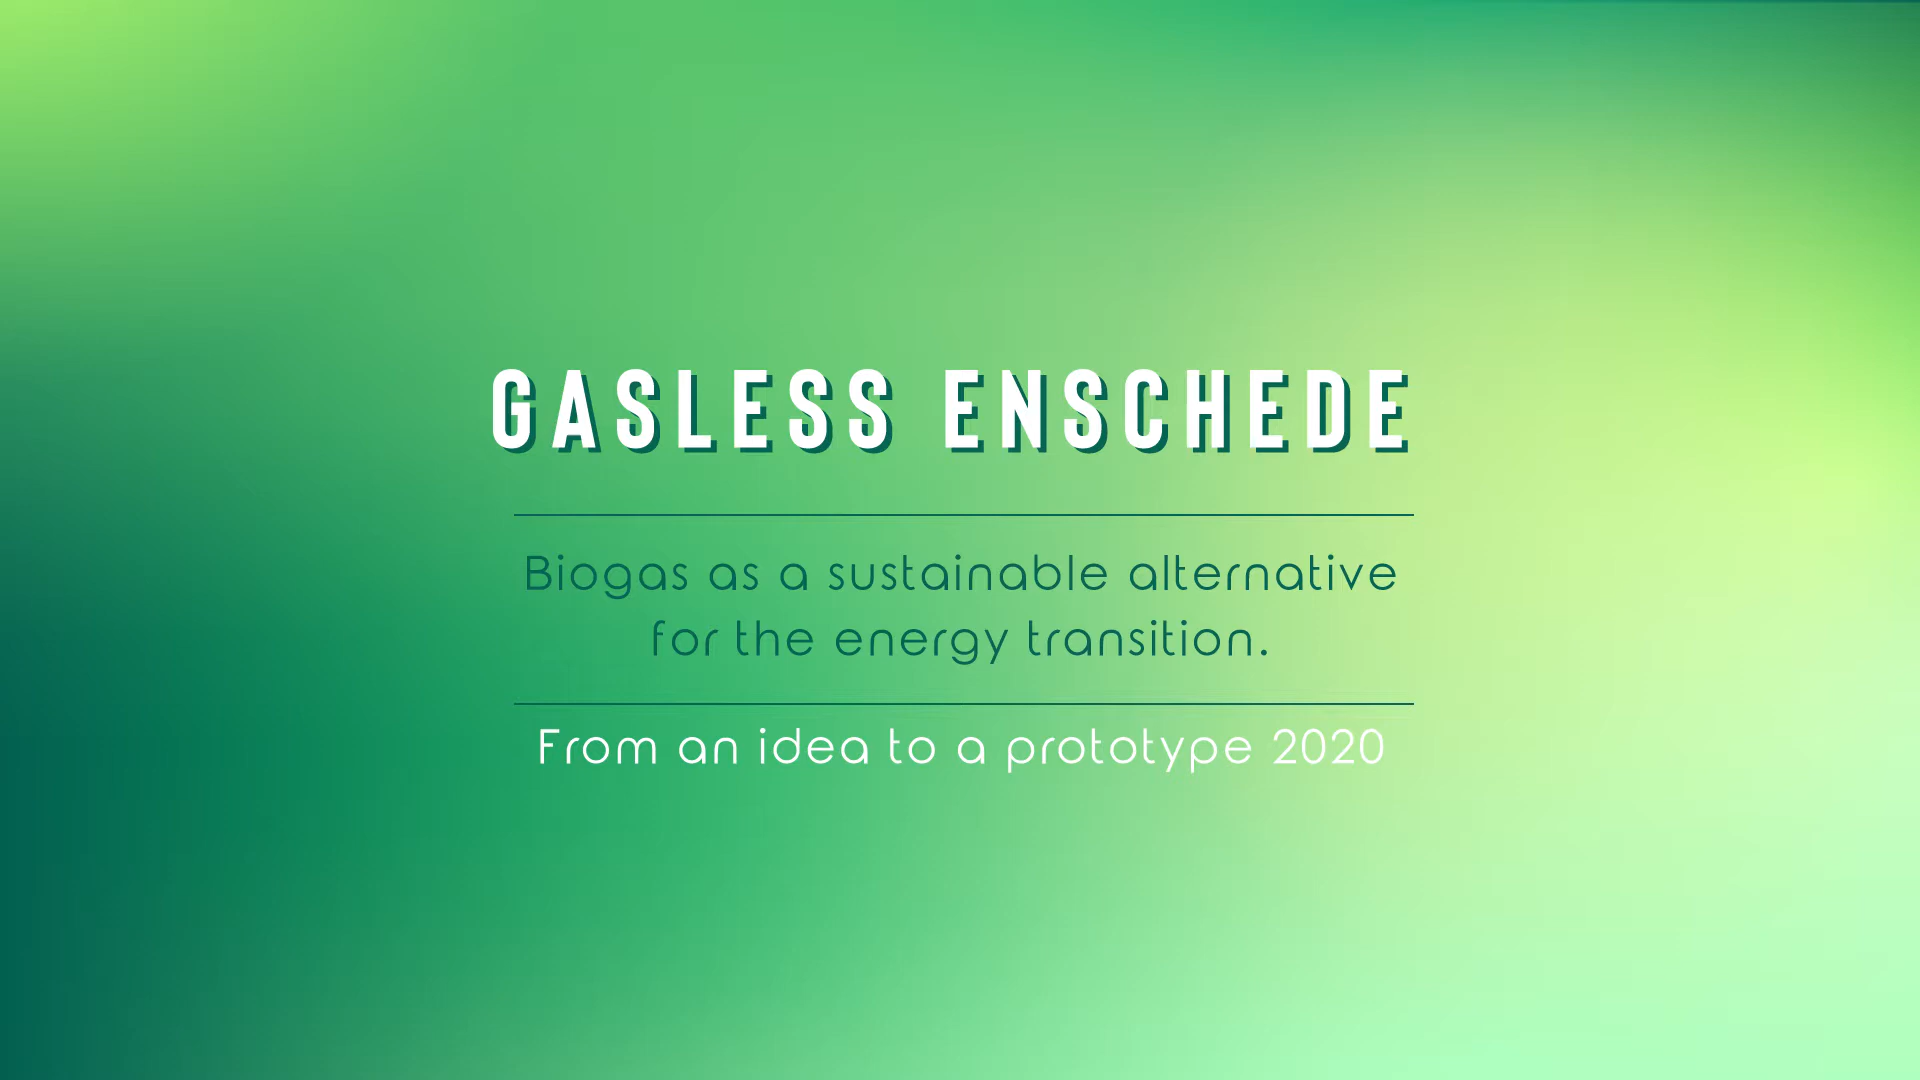 GASLESS ENSCHEDE
Biogas as a sustainable alternative
for the energy transition.
From an idea to a prototype 2020